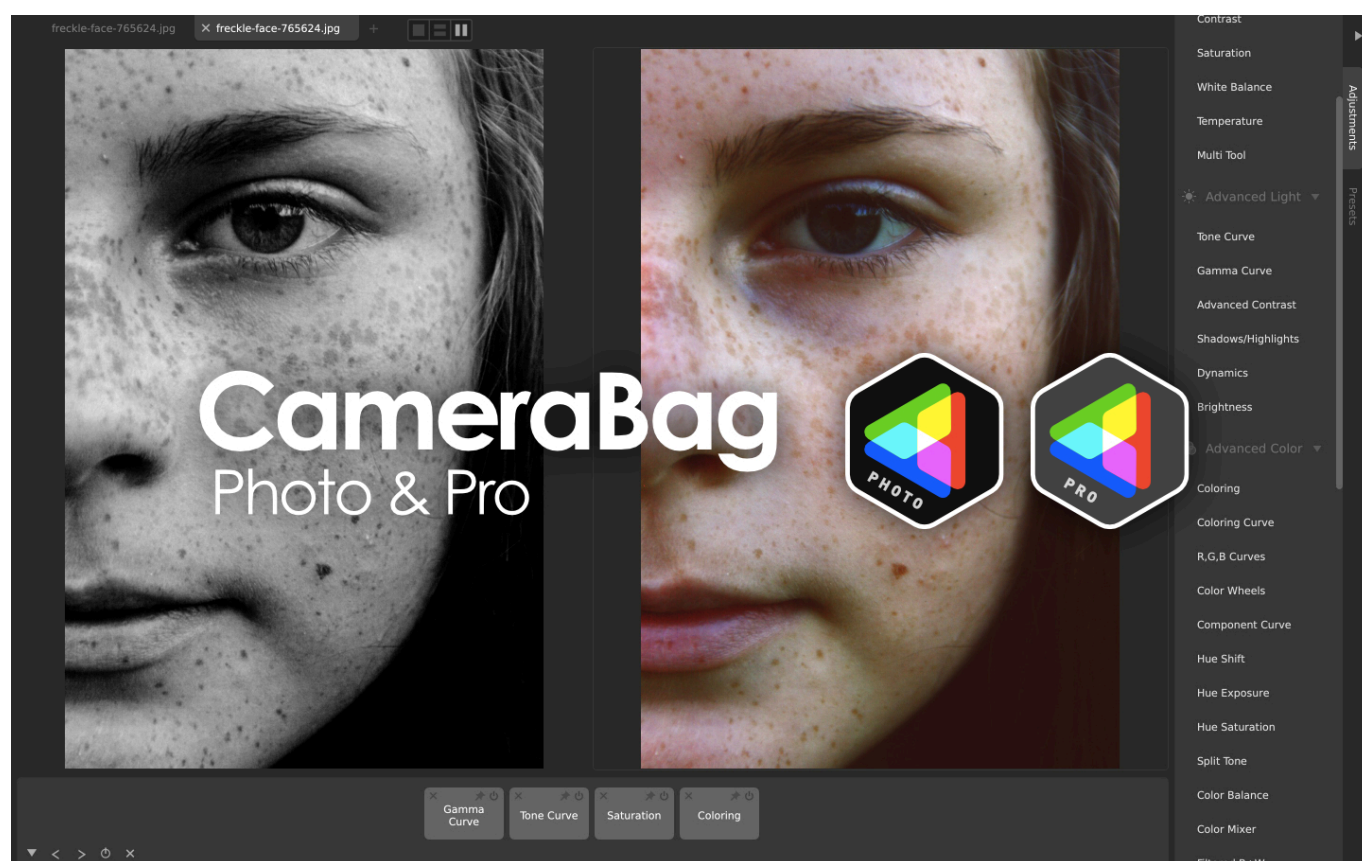 freckle-face-765624.jpg
freckle-face-765624.jpg
Contrast
Saturation
White Balance
Temperature
Multi Tool
Advanced Light
Tone Curve
Gamma Curve
Advanced Contrast
Shadows/Highlights
Dynamics
Brightness
Advanced Color
Coloring
Coloring Curve
R,G,B Curves
Color Wheels
Component Curve
Hue Shift
Hue Exposure
Hue Saturation
Split Tone
Color Balance
Color Mixer
Adjustments
Presets
CameraBag
Photo & Pro
PHOTO
PRO
Gamma
Curve
Tone Curve
Saturation
Coloring